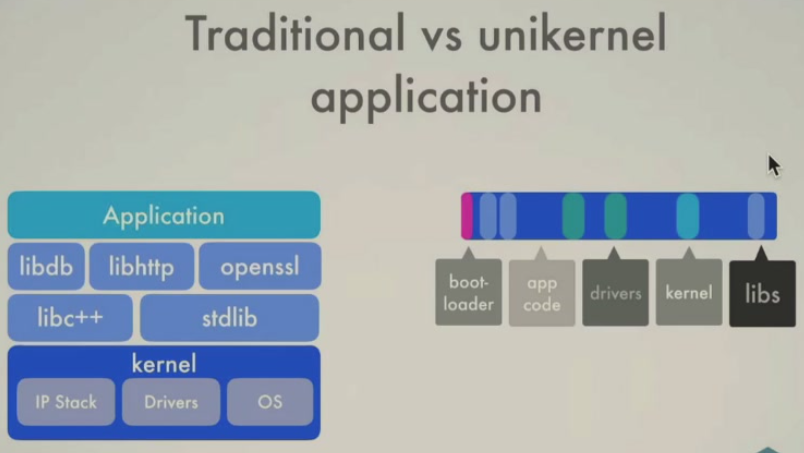 Traditional vs unikernel
application
Application
libdb libhttp openssl
libc++ stdlib
kernel
IP Stack Drivers OS
boot-
loader
app
code
drivers
kernel
libs